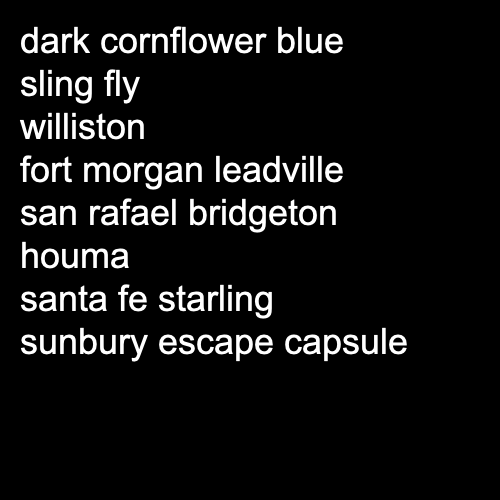 dark cornflower blue
sling fly
williston
fort morgan leadville
san rafael bridgeton
houma
santa fe starling
sunbury escape capsule